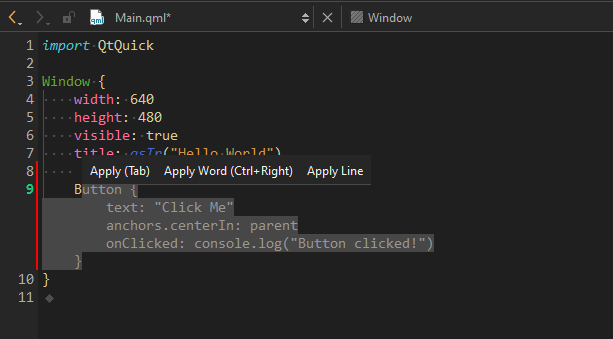 Main.qml* Window
1 import QtQuick
2
3 Window {
4 width: 640
5 height: 480
6 visible: true
7 title: qsTr("Hello World")
8 Apply (Tab) Apply Word (Ctrl+Right) Apply Line
9 Button {
text: "Click Me"
anchors.centerIn: parent
onClicked: console.log("Button clicked!")
}
10 }
11